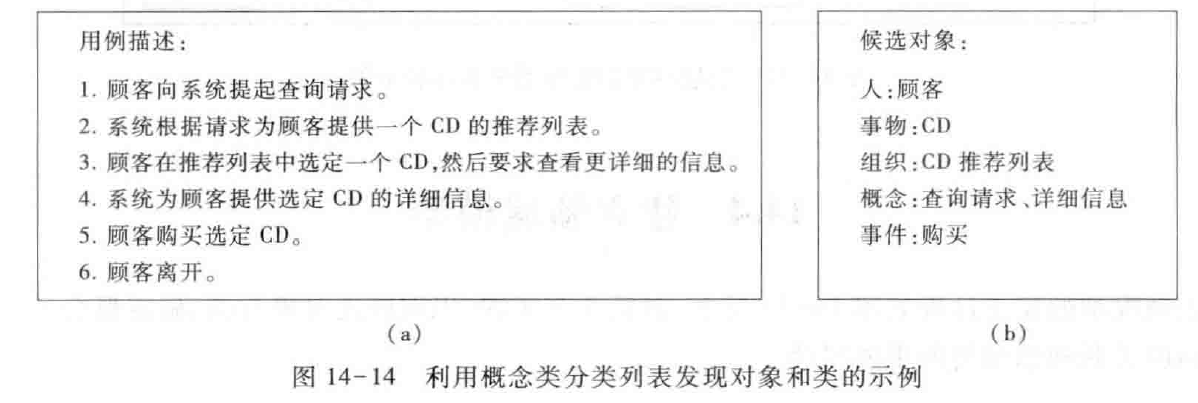 用例描述:
1. 顾客向系统提起查询请求。
2. 系统根据请求为顾客提供一个 CD 的推荐列表。
3. 顾客在推荐列表中选定一个 CD,然后要求查看更详细的信息。
4. 系统为顾客提供选定 CD 的详细信息。
5. 顾客购买选定 CD。
6. 顾客离开。
(a)
候选对象:
人:顾客
事物:CD
组织:CD 推荐列表
概念:查询请求、详细信息
事件:购买
(b)
图 14-14 利用概念类分类列表发现对象和类的示例